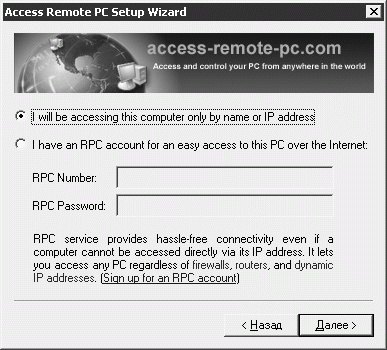 Access Remote PC Setup Wizard
access-remote-pc.com
Access and control your PC from anywhere in the world
I will be accessing this computer only by name or IP address
I have an RPC account for an easy access to this PC over the Internet:
RPC Number:
RPC Password:
RPC service provides hassle-free connectivity even if a
computer cannot be accessed directly via its IP address. It lets
you access any PC regardless of firewalls, routers, and dynamic
IP addresses. (Sign up for an RPC account)
< Назад
Далее >